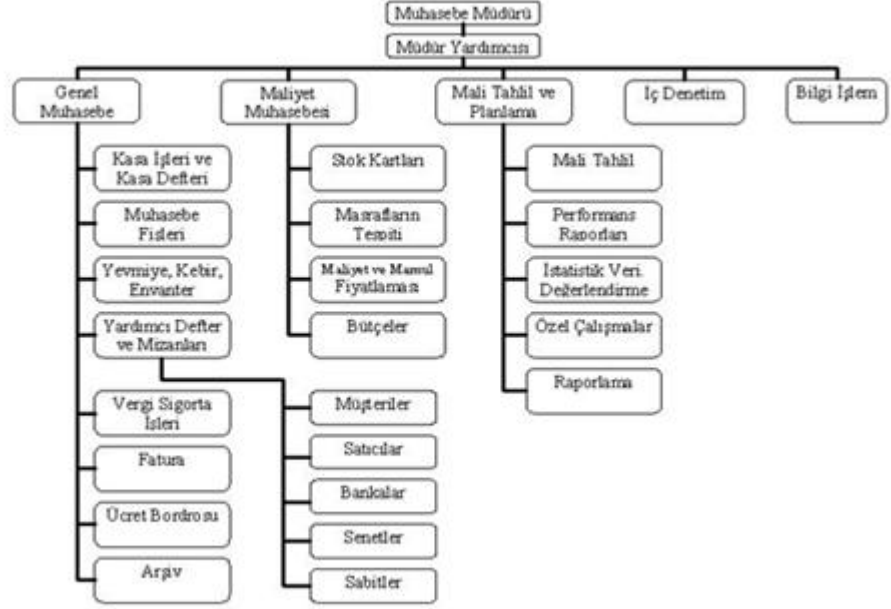 Muhasebe Müdürü
Müdür Yardımcısı
Genel
Muhasebe
Maliyet
Muhasebesi
Mali Tahlil ve
Planlama
İç Denetim
Bilgi İşlem
Kasa İşleri ve
Kasa Defteri
Muhasebe
Fişleri
Yevmiye, Kebir,
Envanter
Yardımcı Defter
ve Mizanları
Vergi Sigorta
İşleri
Fatura
Ücret Bordrosu
Arşiv
Stok Kartları
Masrafların
Tespiti
Maliyet ve Mamul
Fiyatlaması
Bütçeler
Müşteriler
Satıcılar
Bankalar
Senetler
Sabitler
Mali Tahlil
Performans
Raporları
İstatistik Veri
Değerlendirme
Özel Çalışmalar
Raporlama